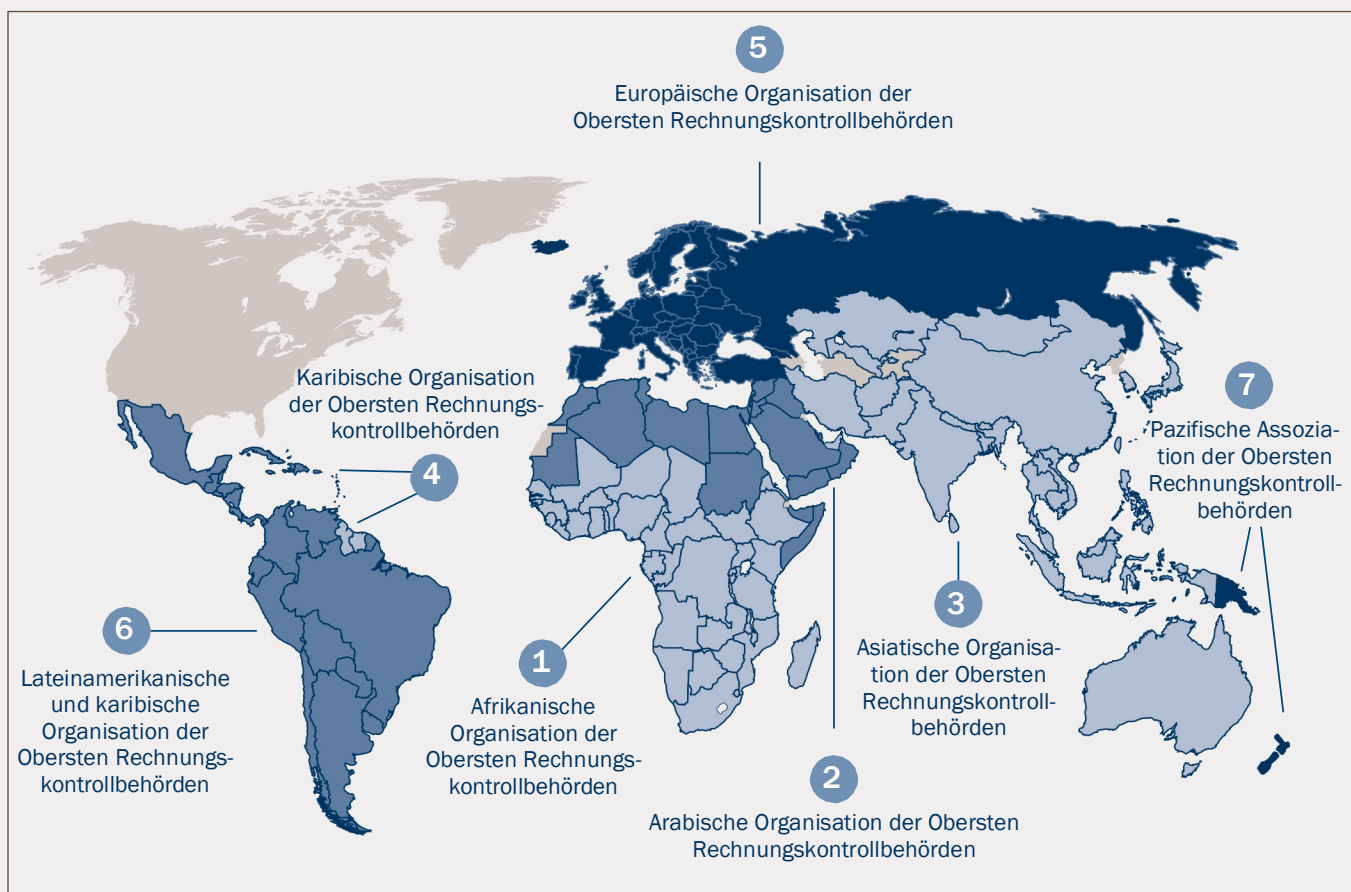 5
Europäische Organisation der
Obersten Rechnungskontrollbehörden
Karibische Organisation
der Obersten Rechnungs-
kontrollbehörden
4
7
Pazifische Assozia-
tion der Obersten
Rechnungskontroll-
behörden
6
Lateinamerikanische
und karibische
Organisation der
Obersten Rechnungs-
kontrollbehörden
1
Afrikanische
Organisation der
Obersten Rechnungs-
kontrollbehörden
3
Asiatische Organisa-
tion der Obersten
Rechnungskontroll-
behörden
2
Arabische Organisation der Obersten
Rechnungskontrollbehörden